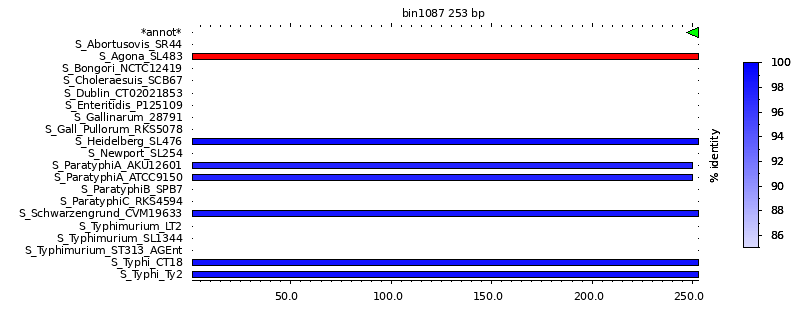 bin1087 253 bp
*annot*
S_Abortusovis_SR44
S_Agona_SL483
S_Bongori_NCTC12419
S_Choleraesuis_SCB67
S_Dublin_CT02021853
S_Enteritidis_P125109
S_Gallinarum_28791
S_Gall_Pullorum_RKS5078
S_Heidelberg_SL476
S_Newport_SL254
S_ParatyphiA_AKU12601
S_ParatyphiA_ATCC9150
S_ParatyphiB_SPB7
S_ParatyphiC_RKS4594
S_Schwarzengrund_CVM19633
S_Typhimurium_LT2
S_Typhimurium_SL1344
S_Typhimurium_ST313_AGEnt
S_Typhi_CT18
S_Typhi_Ty2
50.0 100.0 150.0 200.0 250.0
100
98
96
94
92
90
88
86
% identity